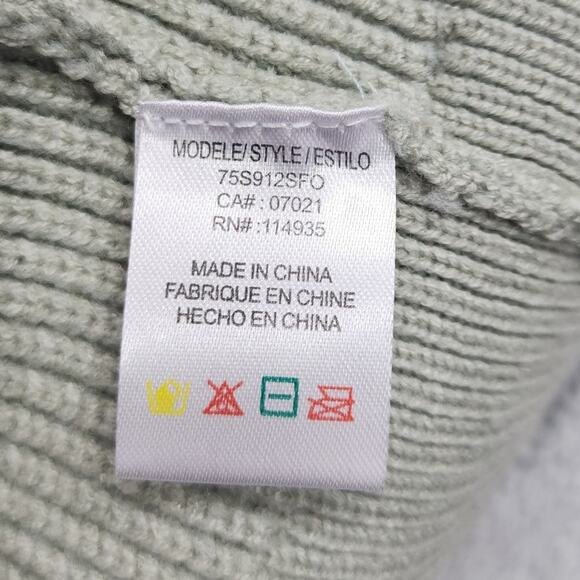 MODELE/STYLE/ESTILO
75S912SFO
CA#: 07021
RN#:114935
MADE IN CHINA
FABRIQUE EN CHINE
HECHO EN CHINA